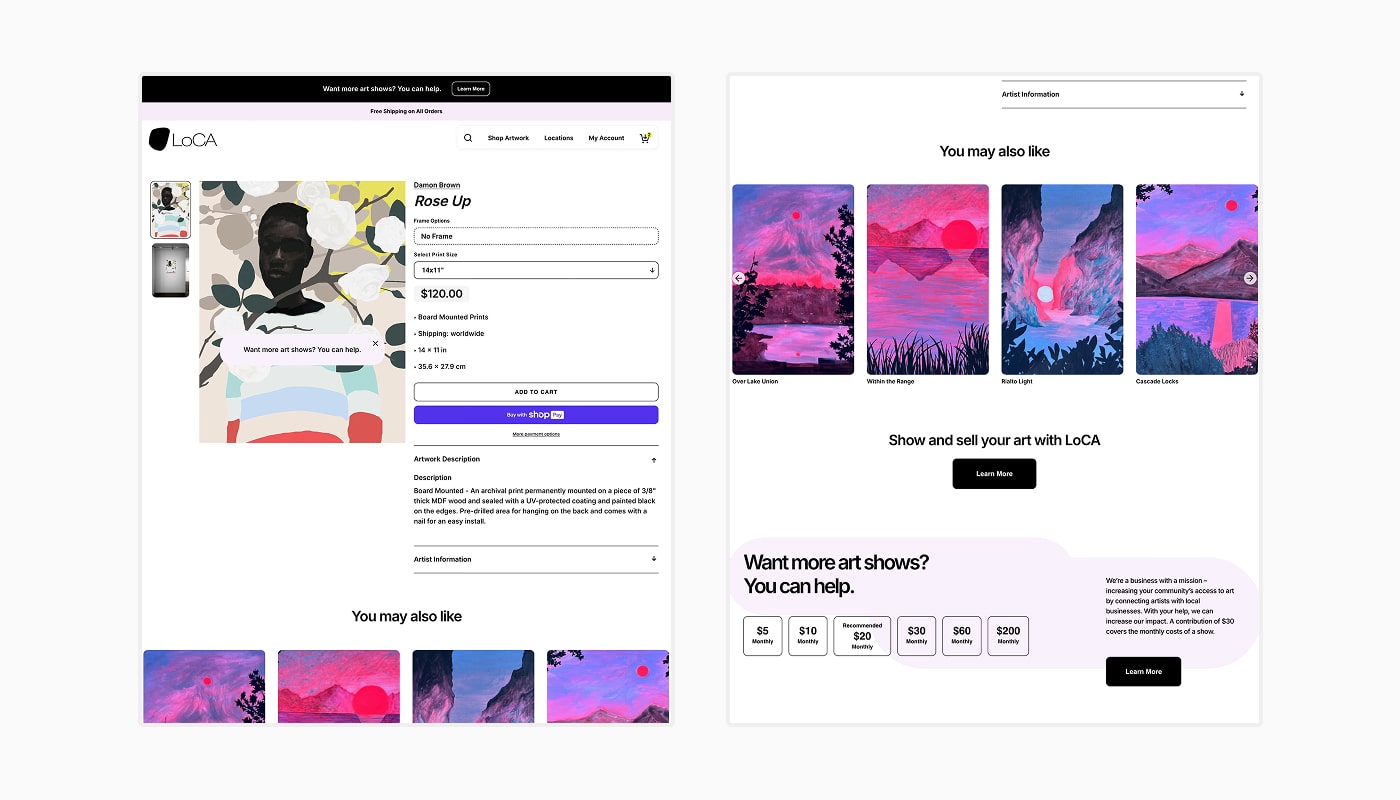 Want more art shows? You can help. Learn More
Free Shipping on All Orders
LoCA
Shop Artwork Locations My Account
Damon Brown
Rose Up
Frame Options
No Frame
Select Print Size
14x11"
$120.00
• Board Mounted Prints
• Shipping: worldwide
• 14 × 11 in
• 35.6 × 27.9 cm
Want more art shows? You can help.
ADD TO CART
Buy with shop Pay
More payment options
Artwork Description
Description
Board Mounted - An archival print permanently mounted on a piece of 3/8"
thick MDF wood and sealed with a UV-protected coating and painted black
on the edges. Pre-drilled area for hanging on the back and comes with a
nail for an easy install.
Artist Information
You may also like
Artist Information
You may also like
Over Lake Union
Within the Range
Rialto Light
Cascade Locks
Show and sell your art with LoCA
Learn More
Want more art shows?
You can help.
$5
Monthly
$10
Monthly
Recommended
$20
Monthly
$30
Monthly
$60
Monthly
$200
Monthly
We're a business with a mission –
increasing your community's access to art
by connecting artists with local
businesses. With your help, we can
increase our impact. A contribution of $30
covers the monthly costs of a show.
Learn More